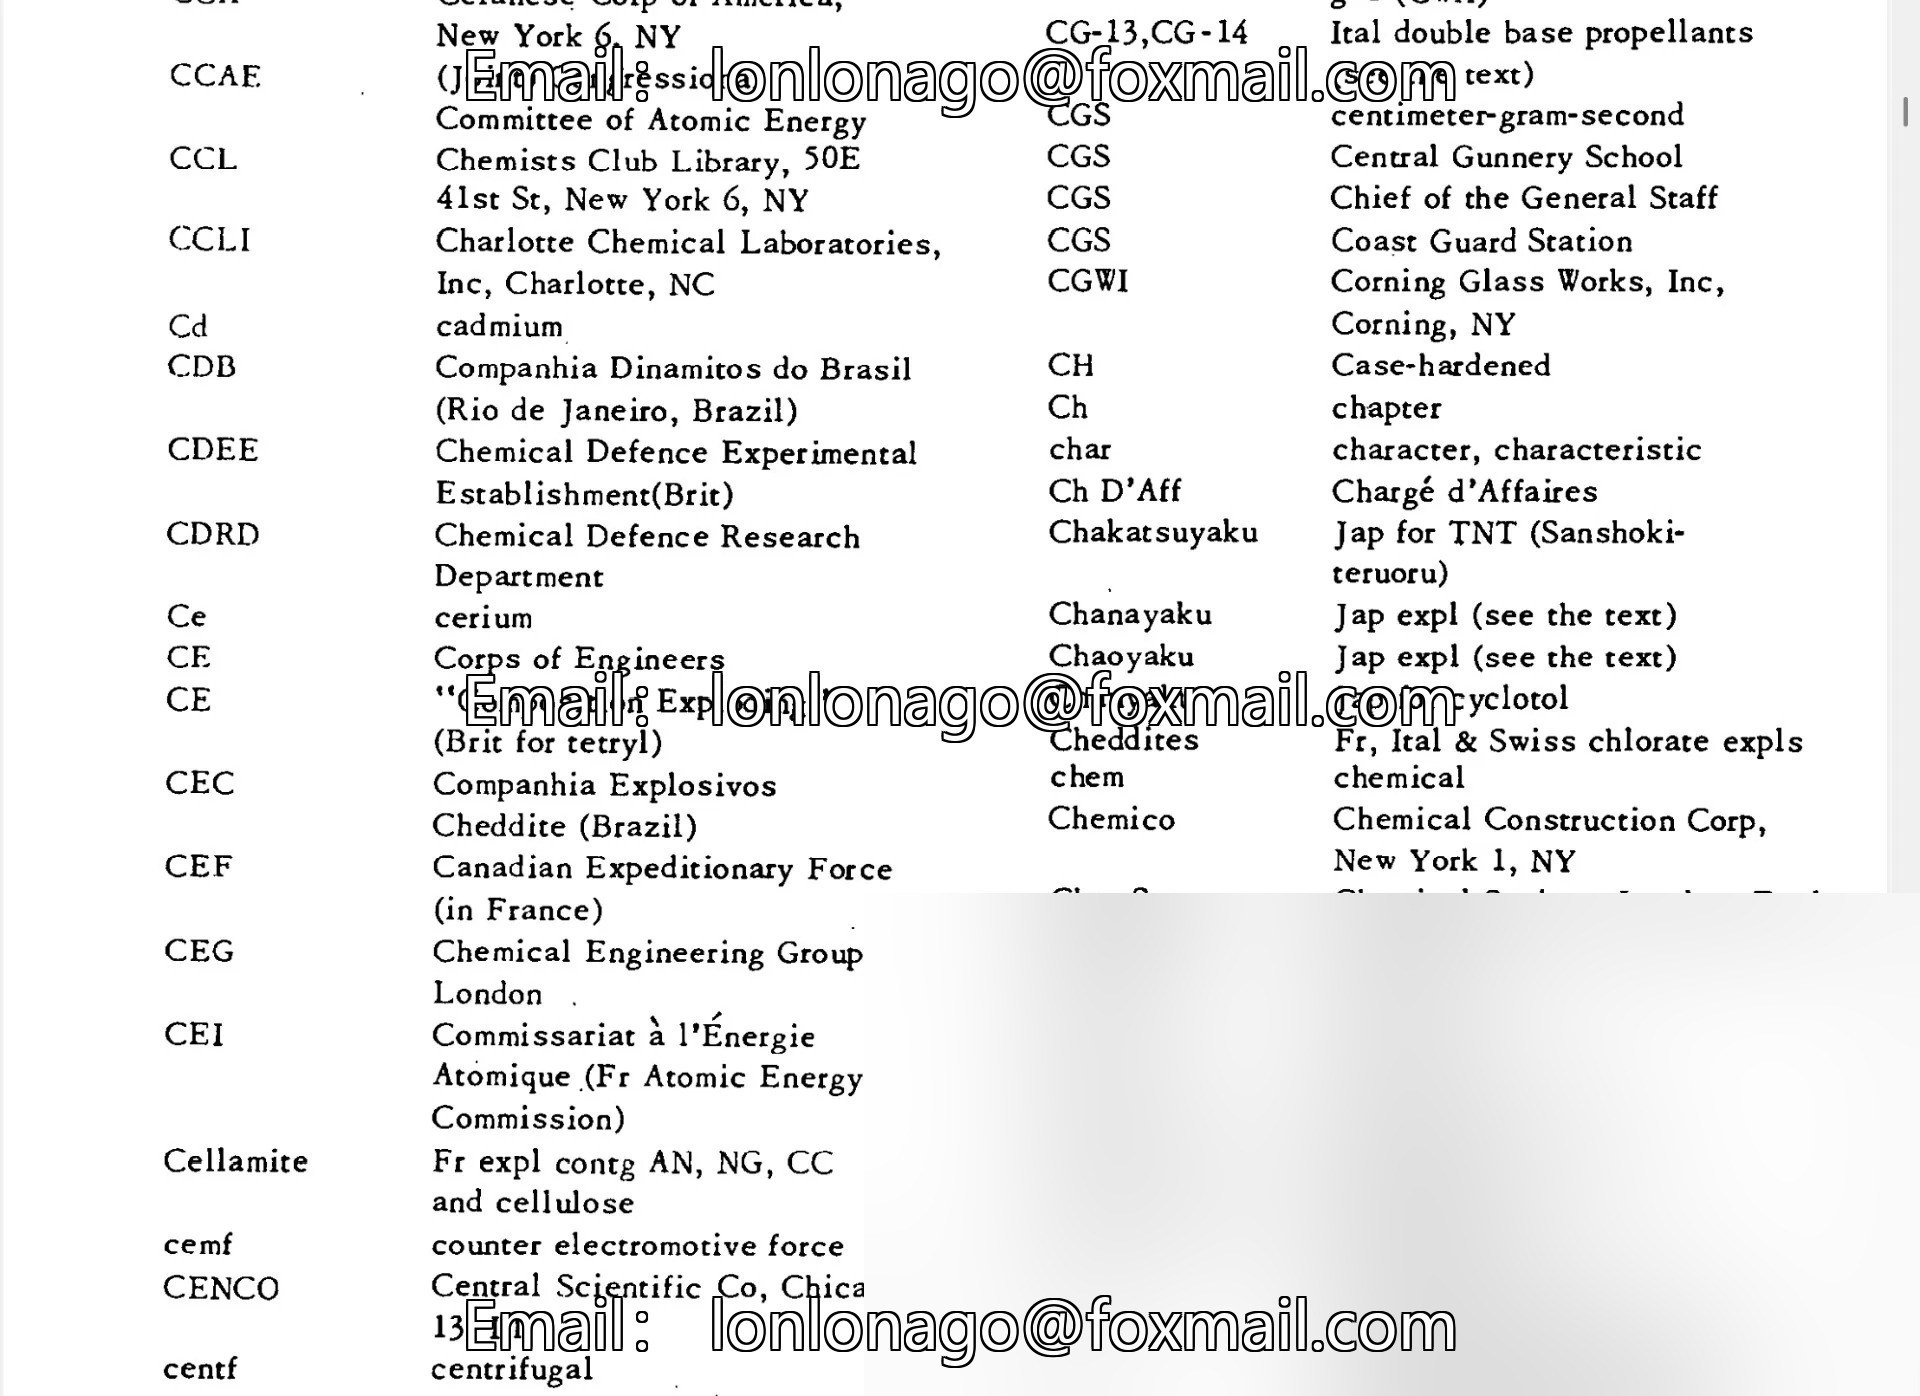 New York 6, NY
CCAE
Committee of Atomic Energy
CCL Chemists Club Library, 50E
41st St, New York 6, NY
CCLI Charlotte Chemical Laboratories,
Inc, Charlotte, NC
Cd cadmium
CDB Companhia Dinamitos do Brasil
(Rio de Janeiro, Brazil)
CDEE Chemical Defence Experimental
Establishment(Brit)
CDRD Chemical Defence Research
Department
Ce cerium
CE Corps of Engineers
CE
(Brit for tetryl)
CEC Companhia Explosivos
Cheddite (Brazil)
CEF Canadian Expeditionary Force
(in France)
CEG Chemical Engineering Group
London
CEI Commissariat à l'Énergie
Atomique (Fr Atomic Energy
Commission)
Cellamite Fr expl contg AN, NG, CC
and cellulose
cemf counter electromotive force
CENCO Central Scientific Co,
13
centf centrifugal
CG-13,CG-14 Ital double base propellants
text)
CGS centimeter-gram-second
CGS Central Gunnery School
CGS Chief of the General Staff
CGS Coast Guard Station
CGWI Corning Glass Works, Inc,
Corning, NY
CH Case-hardened
Ch chapter
char character, characteristic
Ch D'Aff Chargé d'Affaires
Chakatsuyaku Jap for TNT (Sanshoki-
teruoru)
Chanayaku Jap expl (see the text)
Chaoyaku Jap expl (see the text)
cyclotol
Cheddites Fr, Ital & Swiss chlorate expls
chem chemical
Chemico Chemical Construction Corp,
New York 1, NY
Email： lonlonago@foxmail.com
Email： lonlonago@foxmail.com
Email： lonlonago@foxmail.com